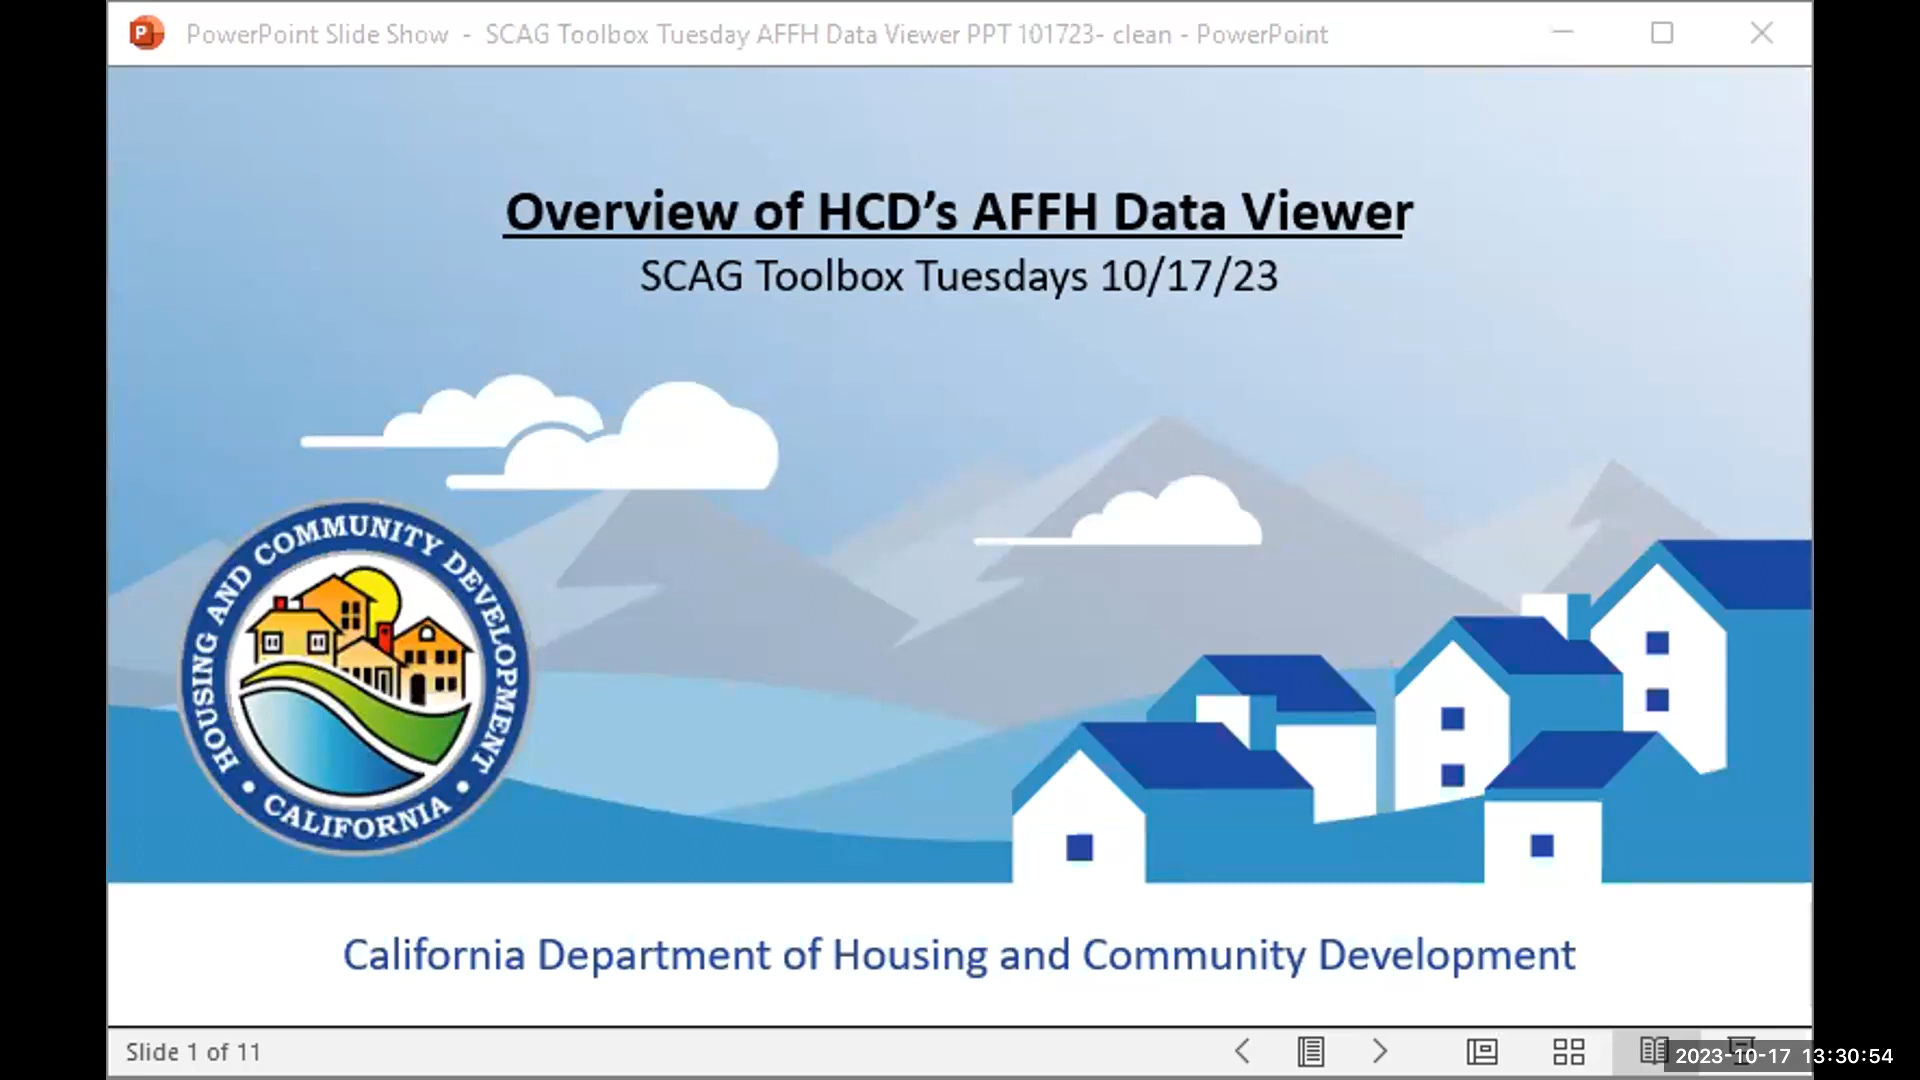 PowerPoint Slide Show - SCAG Toolbox Tuesday AFFH Data Viewer PPT 101723- clean - PowerPoint
Overview of HCD’s AFFH Data Viewer
SCAG Toolbox Tuesdays 10/17/23
HOUSING AND COMMUNITY DEVELOPMENT
• CALIFORNIA •
California Department of Housing and Community Development
Slide 1 of 11
2023-10-17 13:30:54